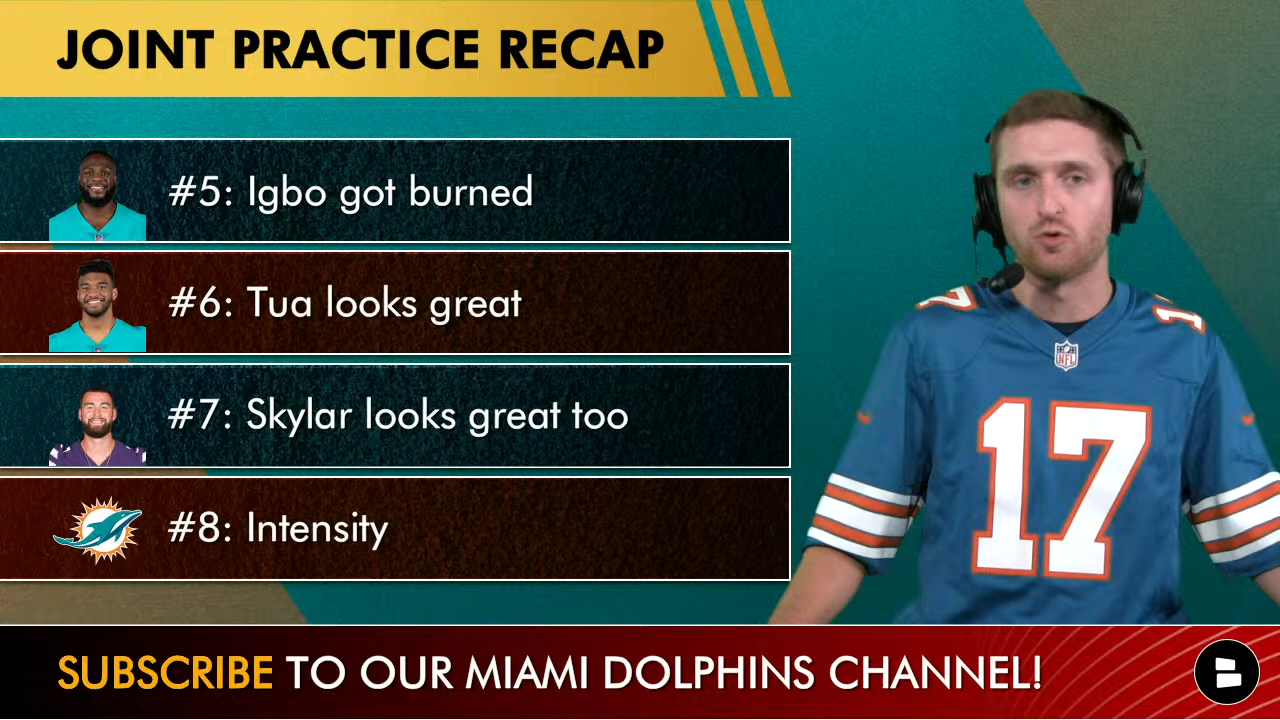 JOINT PRACTICE RECAP
#5: Igbo got burned
#6: Tua looks great
#7: Skylar looks great too
#8: Intensity
17
NFL
17
SUBSCRIBE TO OUR MIAMI DOLPHINS CHANNEL!